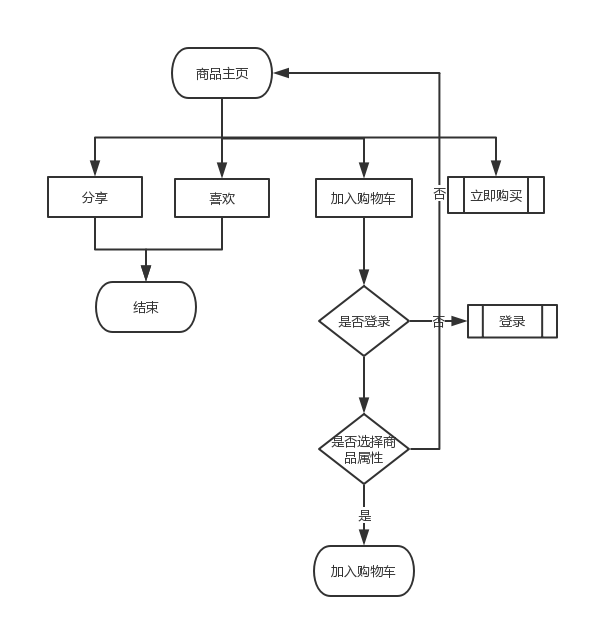 商品主页
分享
喜欢
加入购物车
否
立即购买
结束
是否登录
否
登录
是否选择商
品属性
是
加入购物车